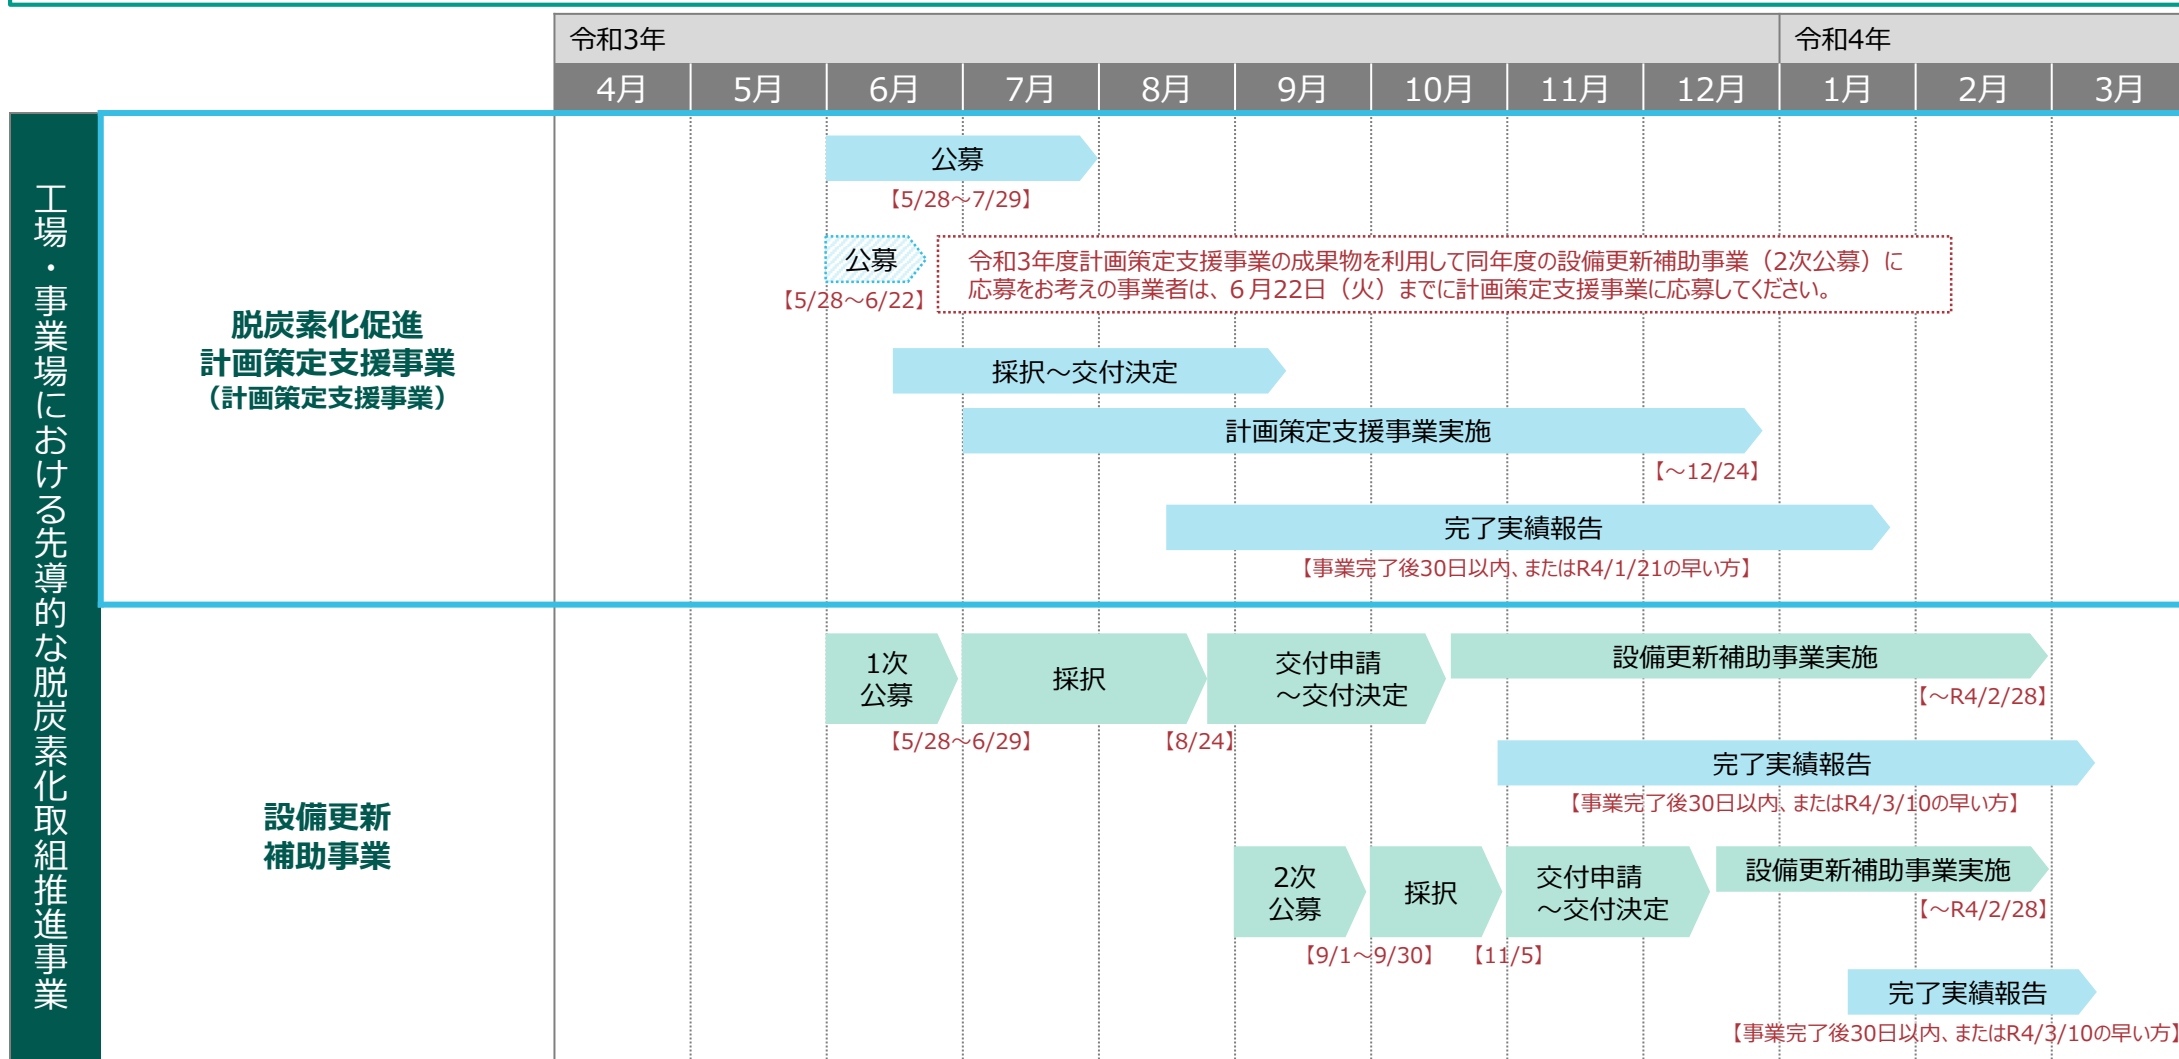 令和3年
令和4年
4月
5月
6月
7月
8月
9月
10月
11月
12月
1月
2月
3月
工場・事業場における先導的な脱炭素化取組推進事業
脱炭素化促進
計画策定支援事業
（計画策定支援事業）
公募
【5/28～7/29】
公募
【5/28～6/22】
令和3年度計画策定支援事業の成果物を利用して同年度の設備更新補助事業（2次公募）に
応募をお考えの事業者は、６月22日（火）までに計画策定支援事業に応募してください。
採択～交付決定
計画策定支援事業実施
【～12/24】
完了実績報告
【事業完了後30日以内、またはR4/1/21の早い方】
設備更新
補助事業
1次
公募
【5/28～6/29】
採択
【8/24】
交付申請
～交付決定
設備更新補助事業実施
【～R4/2/28】
完了実績報告
【事業完了後30日以内、またはR4/3/10の早い方】
2次
公募
【9/1～9/30】
採択
【11/5】
交付申請
～交付決定
設備更新補助事業実施
【～R4/2/28】
完了実績報告
【事業完了後30日以内、またはR4/3/10の早い方】